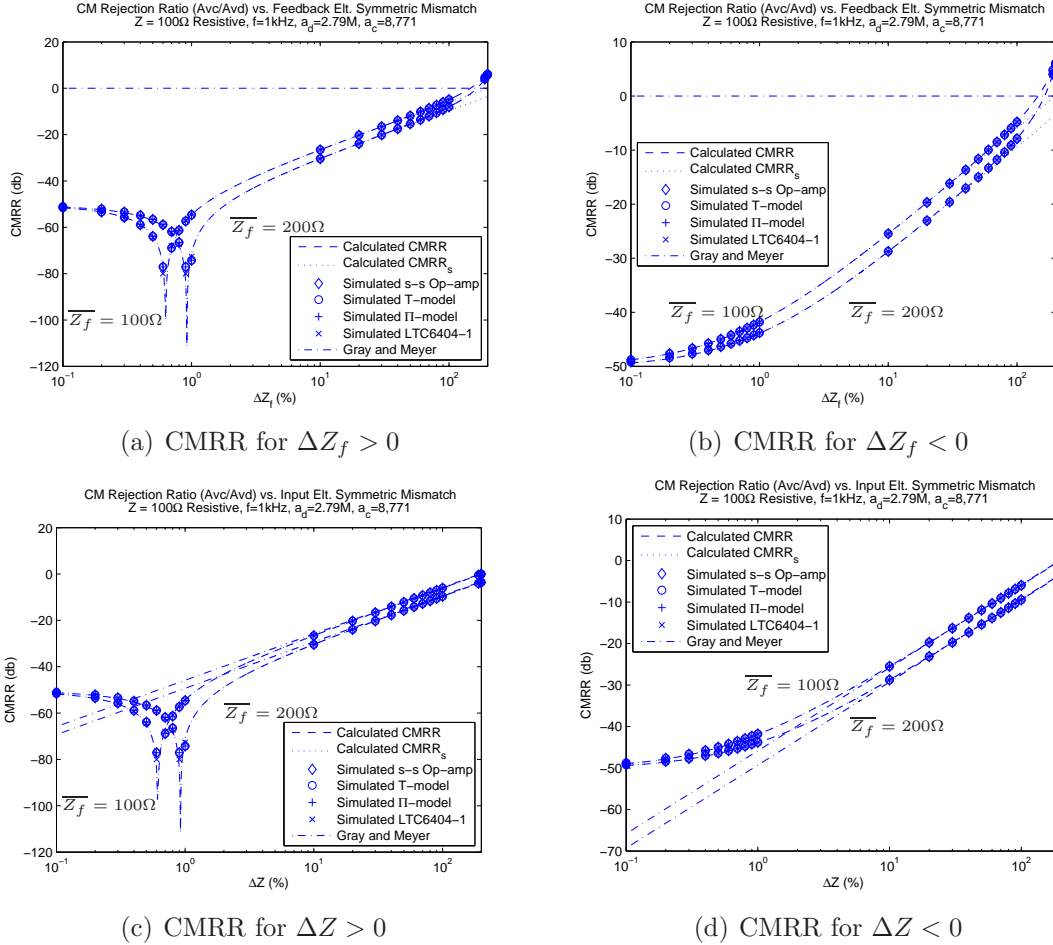 CM Rejection Ratio (Avc/Avd) vs. Feedback Elt. Symmetric Mismatch
Z = 100Ω Resistive, f=1kHz, a_d=2.79M, a_c=8,771
20
0
−20
−40
−60
−80
−100
−120
CMRR (db)
10^−1
10^0
10^1
10^2
ΔZ_f (%)
Z_f = 200Ω
Z_f = 100Ω
Calculated CMRR
Calculated CMRR_s
Simulated s−s Op−amp
Simulated T−model
Simulated Π−model
Simulated LTC6404−1
Gray and Meyer
(a) CMRR for ΔZ_f > 0
CM Rejection Ratio (Avc/Avd) vs. Feedback Elt. Symmetric Mismatch
Z = 100Ω Resistive, f=1kHz, a_d=2.79M, a_c=8,771
10
0
−10
−20
−30
−40
−50
CMRR (db)
10^−1
10^0
10^1
10^2
ΔZ_f (%)
Calculated CMRR
Calculated CMRR_s
Simulated s−s Op−amp
Simulated T−model
Simulated Π−model
Simulated LTC6404−1
Gray and Meyer
Z_f = 100Ω
Z_f = 200Ω
(b) CMRR for ΔZ_f < 0
CM Rejection Ratio (Avc/Avd) vs. Input Elt. Symmetric Mismatch
Z = 100Ω Resistive, f=1kHz, a_d=2.79M, a_c=8,771
20
0
−20
−40
−60
−80
−100
−120
CMRR (db)
10^−1
10^0
10^1
10^2
ΔZ (%)
Z_f = 200Ω
Z_f = 100Ω
Calculated CMRR
Calculated CMRR_s
Simulated s−s Op−amp
Simulated T−model
Simulated Π−model
Simulated LTC6404−1
Gray and Meyer
(c) CMRR for ΔZ > 0
CM Rejection Ratio (Avc/Avd) vs. Input Elt. Symmetric Mismatch
Z = 100Ω Resistive, f=1kHz, a_d=2.79M, a_c=8,771
10
0
−10
−20
−30
−40
−50
−60
−70
CMRR (db)
10^−1
10^0
10^1
10^2
ΔZ (%)
Calculated CMRR
Calculated CMRR_s
Simulated s−s Op−amp
Simulated T−model
Simulated Π−model
Simulated LTC6404−1
Gray and Meyer
Z_f = 100Ω
Z_f = 200Ω
(d) CMRR for ΔZ < 0